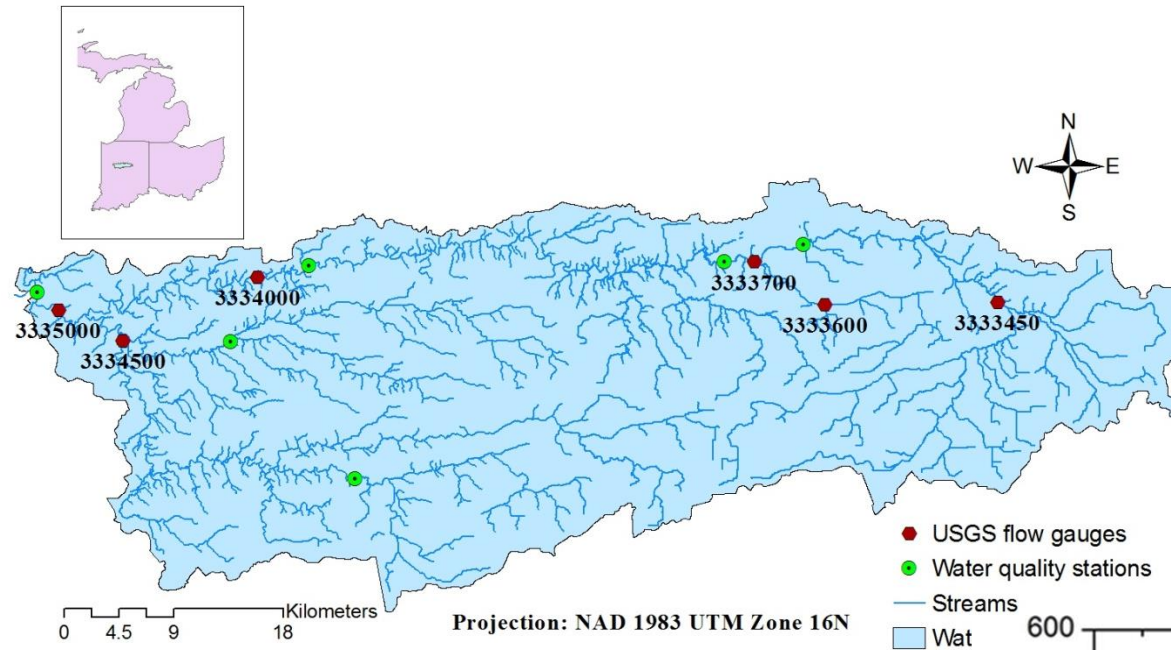 N
W E
S
3334000
3333700
3335000
3333600
3333450
3334500
USGS flow gauges
Water quality stations
Streams
Wat
Kilometers
0 4.5 9 18
Projection: NAD 1983 UTM Zone 16N
600